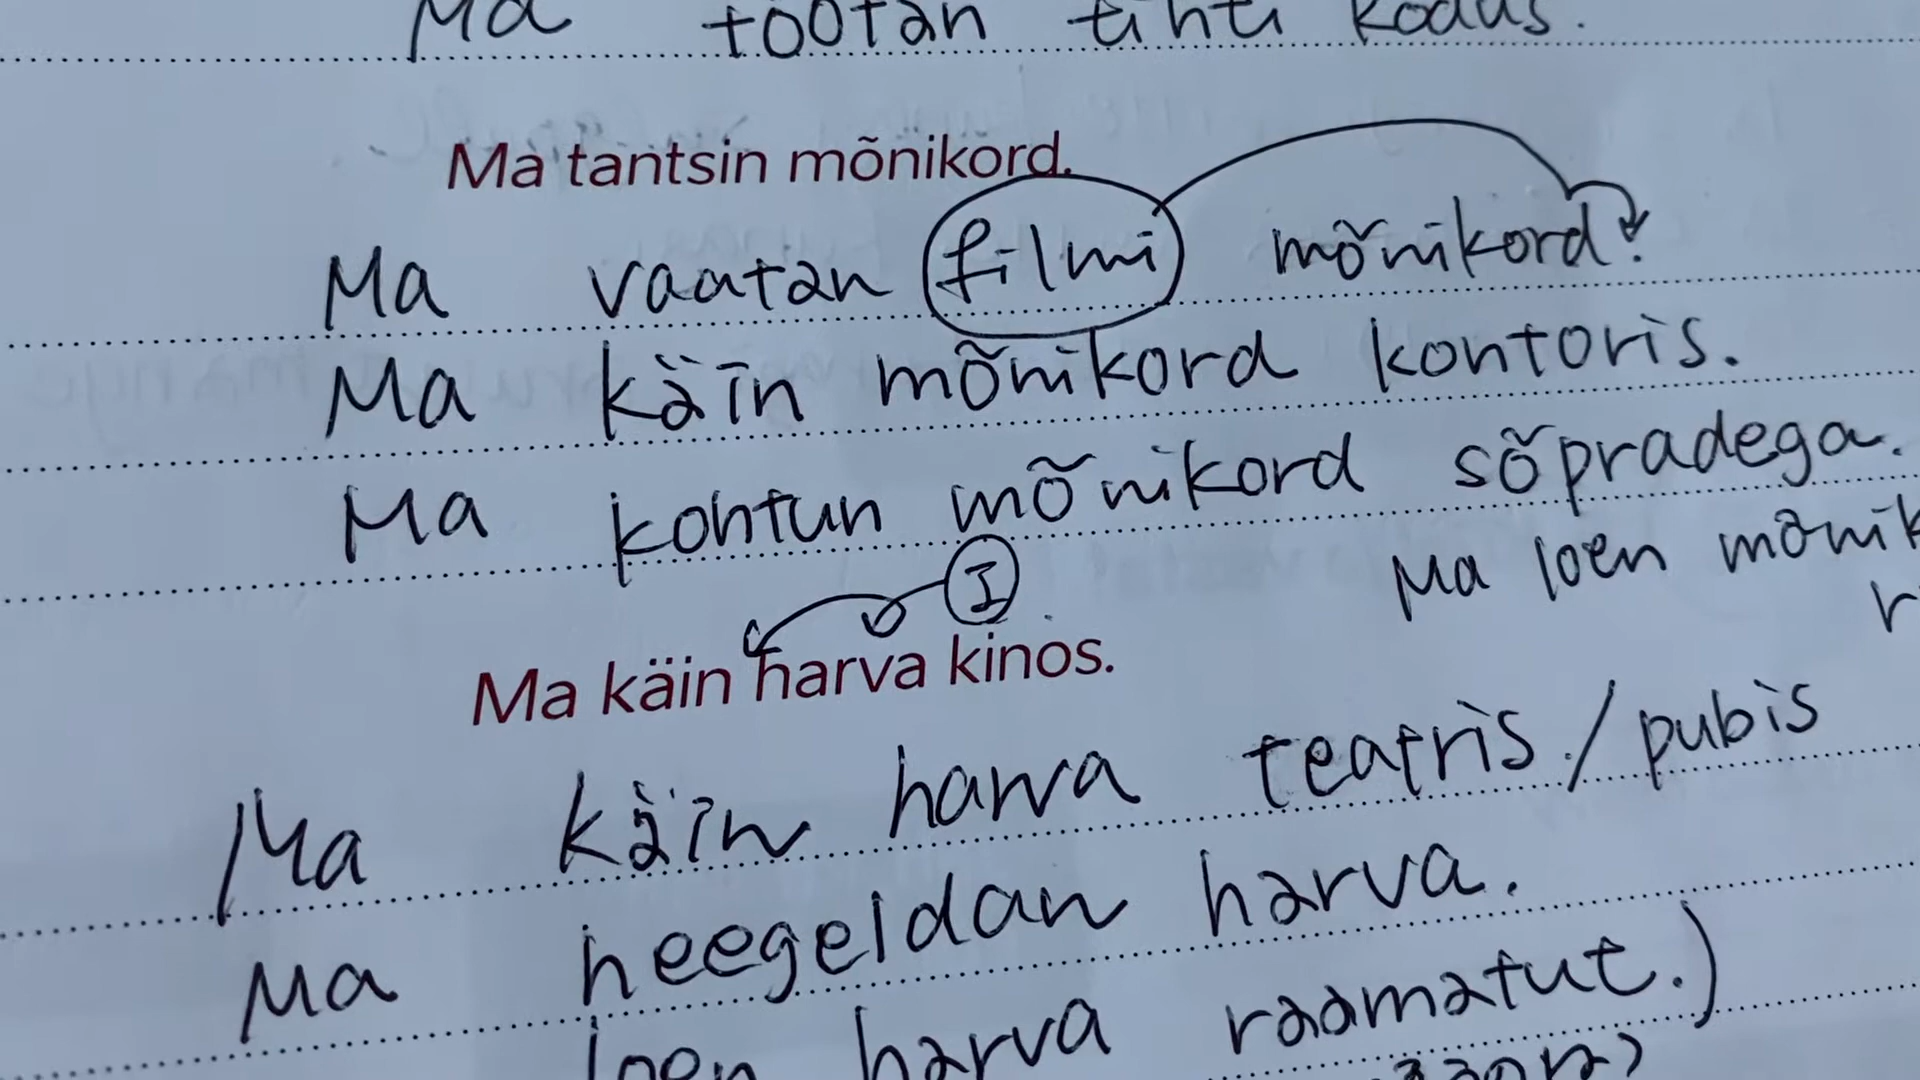 Ma töötan tihti kodus.
Ma tantsin mõnikord.
Ma vaatan filmi mõnikord.
Ma käin mõnikord kontoris.
Ma kohtun mõnikord sõpradega.
Ma loen mõnik
I
Ma käin harva kinos.
Ma käin harva teatris / pubis
Ma heegeldan harva.
loen harva raamatut.)